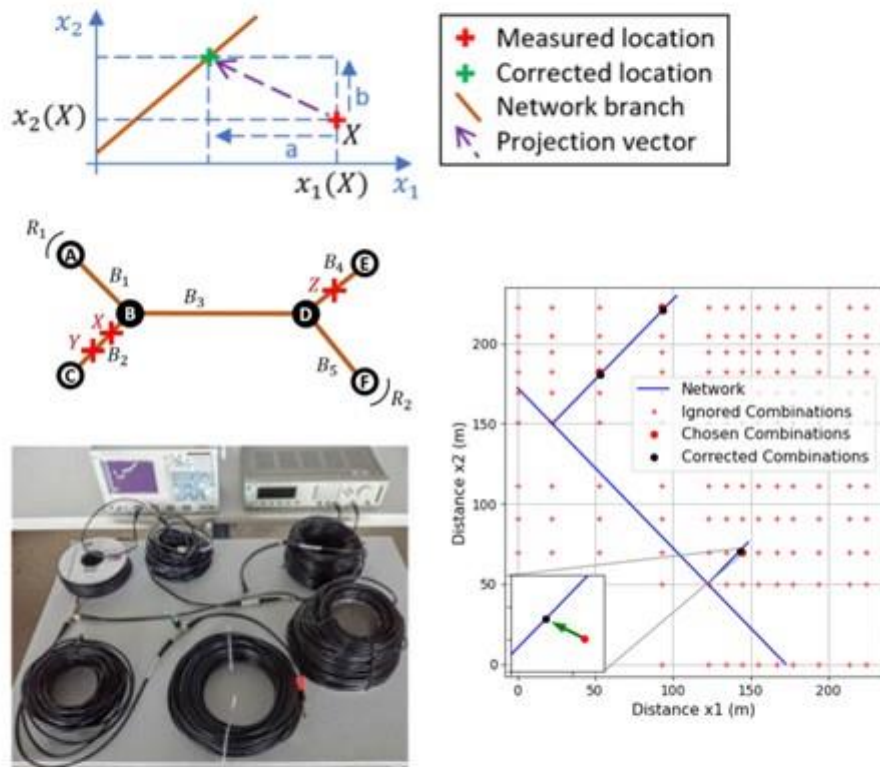 x₂
x₂(X)
b
X
a
x₁(X)
x₁
Measured location
Corrected location
Network branch
Projection vector
R₁
A
B₁
B₄
E
Z
B₃
B
D
X
Y
B₂
C
B₅
F
R₂
Network
Ignored Combinations
Chosen Combinations
Corrected Combinations
Distance x2 (m)
200
150
100
50
0
0
50
100
150
200
Distance x1 (m)